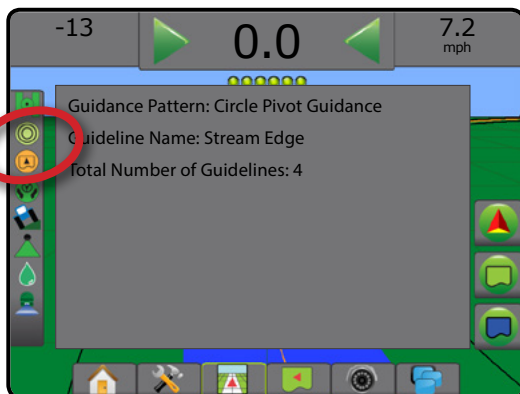 -13
0.0
7.2
mph
Guidance Pattern: Circle Pivot Guidance
Guideline Name: Stream Edge
Total Number of Guidelines: 4